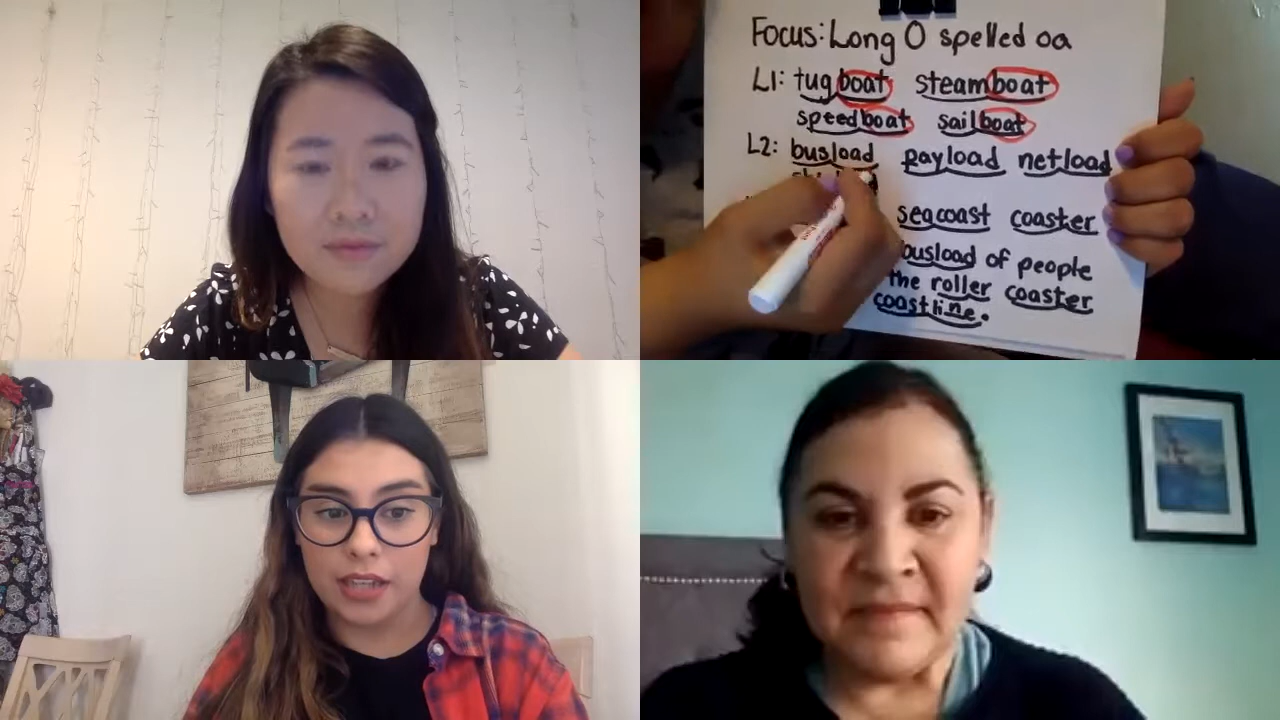 Focus: Long O spelled oa
L1: tugboat steamboat
speedboat sailboat
L2: busload payload netload
seacoast coaster
busload of people
the roller coaster
coastline.